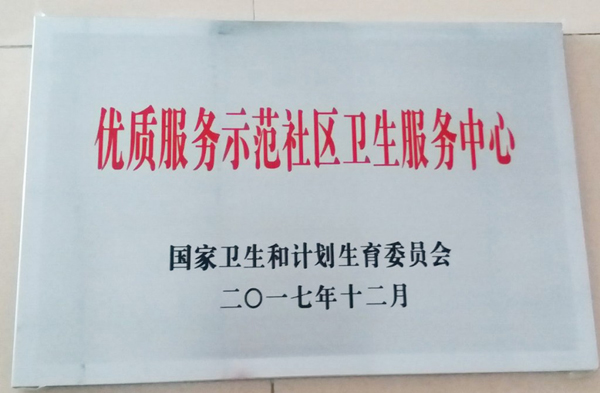 优质服务示范社区卫生服务中心
国家卫生和计划生育委员会
二〇一七年十二月